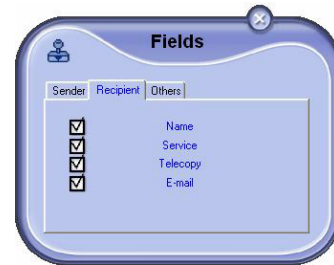 Fields
Sender Recipient Others
Name
Service
Telecopy
E-mail